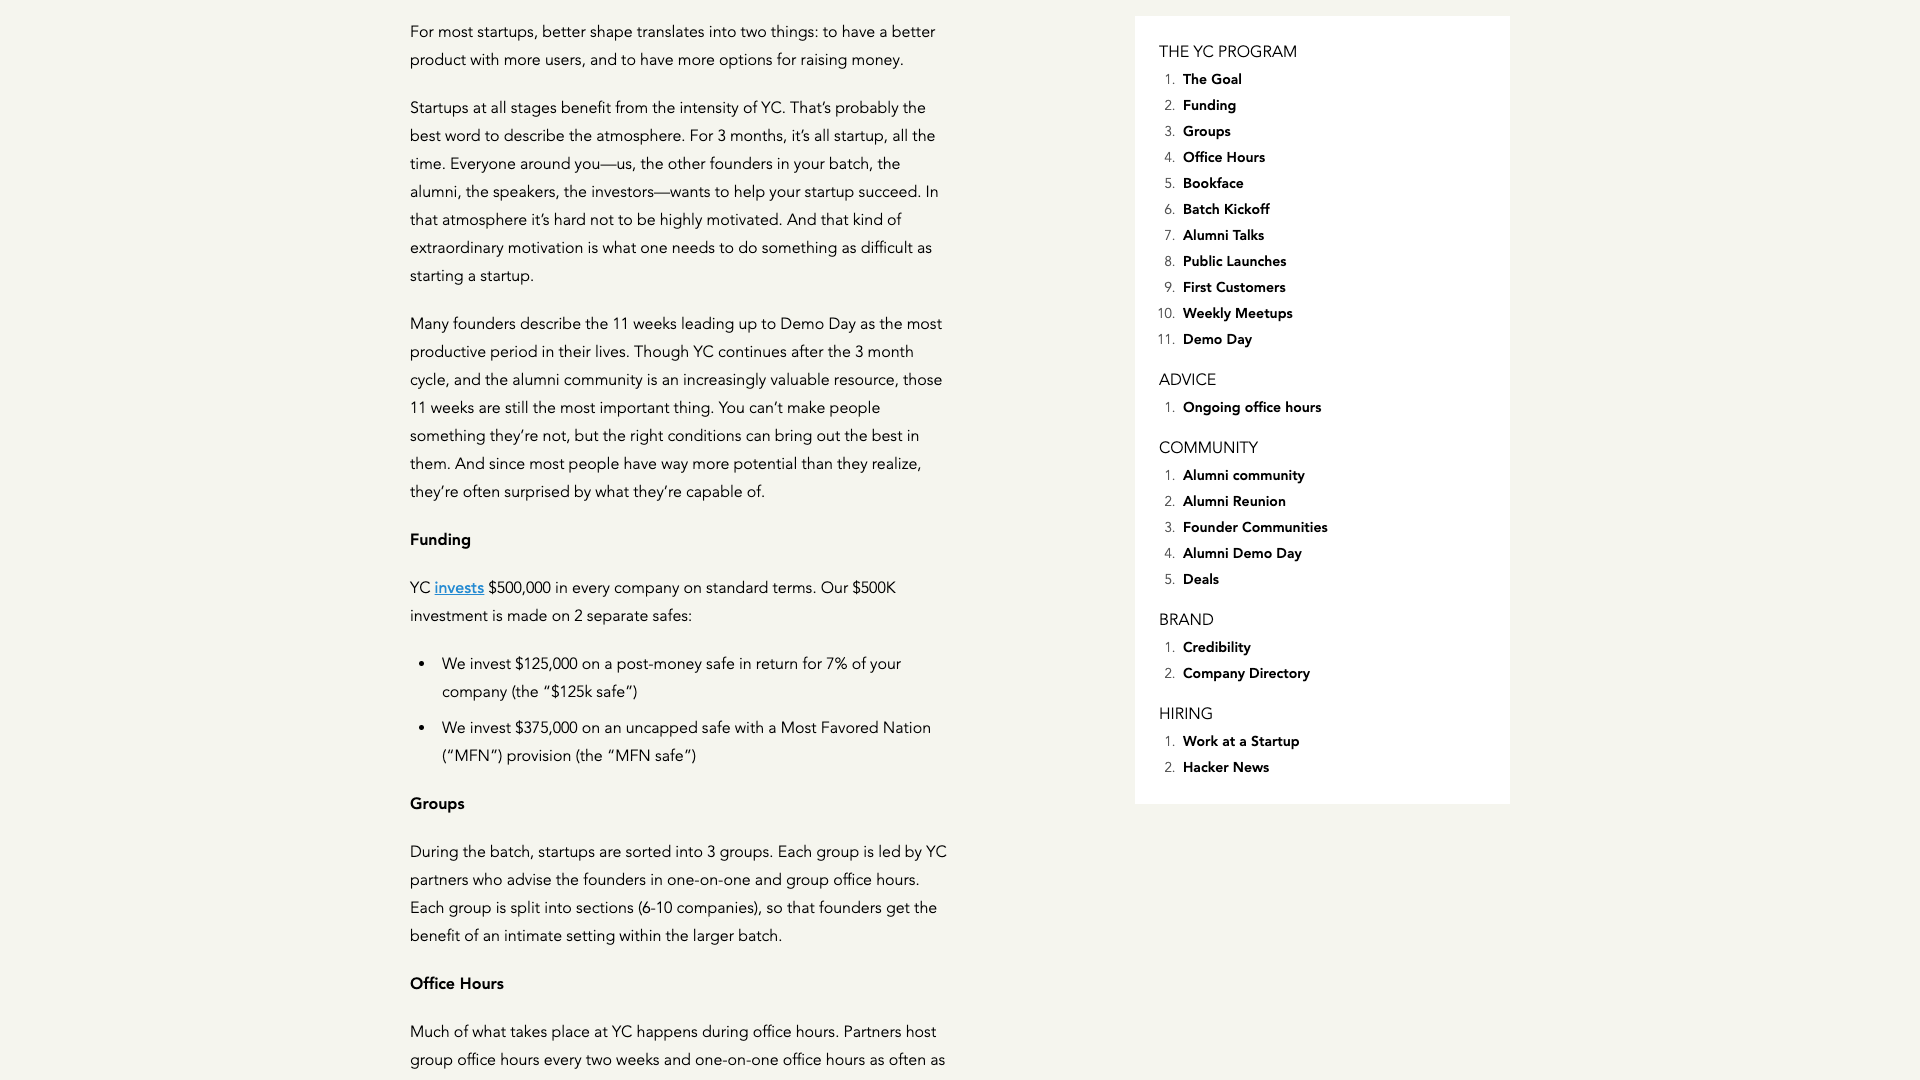 For most startups, better shape translates into two things: to have a better
product with more users, and to have more options for raising money.
Startups at all stages benefit from the intensity of YC. That’s probably the
best word to describe the atmosphere. For 3 months, it’s all startup, all the
time. Everyone around you—us, the other founders in your batch, the
alumni, the speakers, the investors—wants to help your startup succeed. In
that atmosphere it’s hard not to be highly motivated. And that kind of
extraordinary motivation is what one needs to do something as difficult as
starting a startup.
Many founders describe the 11 weeks leading up to Demo Day as the most
productive period in their lives. Though YC continues after the 3 month
cycle, and the alumni community is an increasingly valuable resource, those
11 weeks are still the most important thing. You can’t make people
something they’re not, but the right conditions can bring out the best in
them. And since most people have way more potential than they realize,
they’re often surprised by what they’re capable of.
Funding
YC invests $500,000 in every company on standard terms. Our $500K
investment is made on 2 separate safes:
• We invest $125,000 on a post-money safe in return for 7% of your
company (the “$125k safe”)
• We invest $375,000 on an uncapped safe with a Most Favored Nation
(“MFN”) provision (the “MFN safe”)
Groups
During the batch, startups are sorted into 3 groups. Each group is led by YC
partners who advise the founders in one-on-one and group office hours.
Each group is split into sections (6-10 companies), so that founders get the
benefit of an intimate setting within the larger batch.
Office Hours
Much of what takes place at YC happens during office hours. Partners host
group office hours every two weeks and one-on-one office hours as often as
THE YC PROGRAM
1. The Goal
2. Funding
3. Groups
4. Office Hours
5. Bookface
6. Batch Kickoff
7. Alumni Talks
8. Public Launches
9. First Customers
10. Weekly Meetups
11. Demo Day
ADVICE
1. Ongoing office hours
COMMUNITY
1. Alumni community
2. Alumni Reunion
3. Founder Communities
4. Alumni Demo Day
5. Deals
BRAND
1. Credibility
2. Company Directory
HIRING
1. Work at a Startup
2. Hacker News